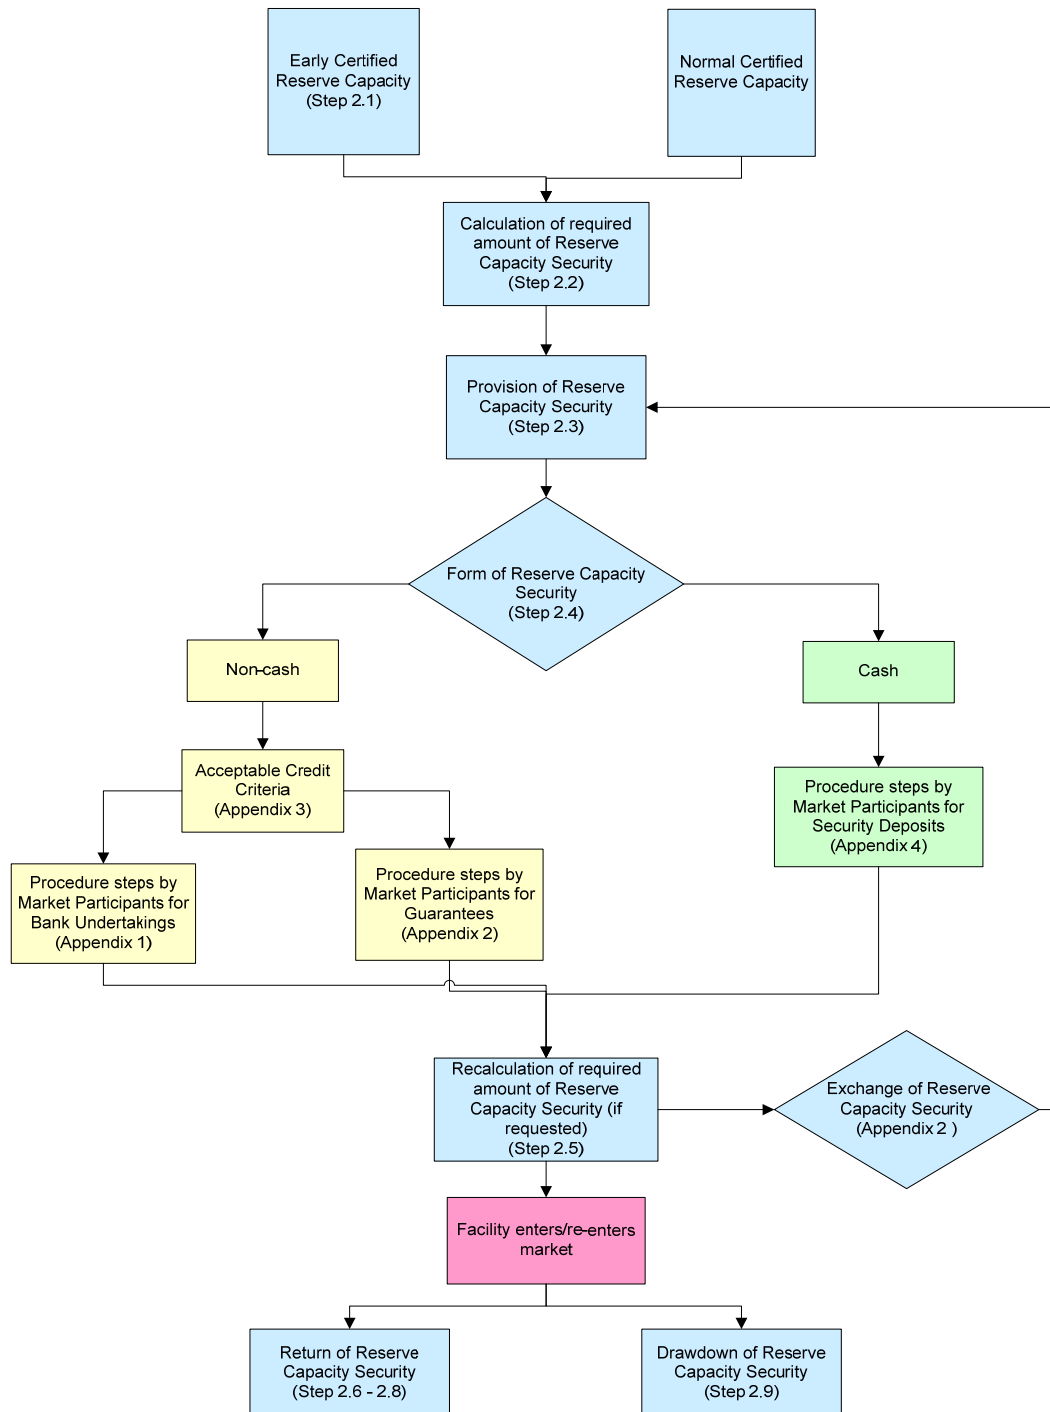 Early Certified
Reserve Capacity
(Step 2.1)
Normal Certified
Reserve Capacity
Calculation of required
amount of Reserve
Capacity Security
(Step 2.2)
Provision of Reserve
Capacity Security
(Step 2.3)
Form of Reserve Capacity
Security
(Step 2.4)
Non-cash
Cash
Acceptable Credit
Criteria
(Appendix 3)
Procedure steps by
Market Participants for
Security Deposits
(Appendix 4)
Procedure steps by
Market Participants for
Bank Undertakings
(Appendix 1)
Procedure steps by
Market Participants for
Guarantees
(Appendix 2)
Recalculation of required
amount of Reserve
Capacity Security (if
requested)
(Step 2.5)
Exchange of Reserve
Capacity Security
(Appendix 2 )
Facility enters/re-enters
market
Return of Reserve
Capacity Security
(Step 2.6 - 2.8)
Drawdown of Reserve
Capacity Security
(Step 2.9)